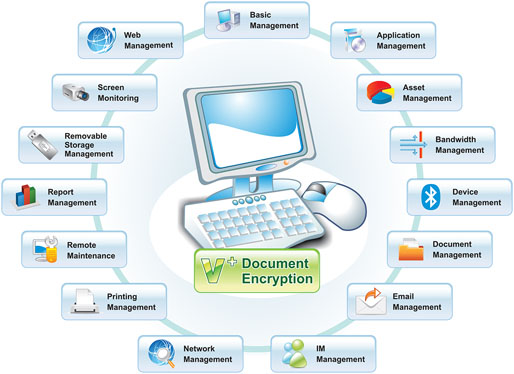 Basic
Management
Web
Management
Application
Management
Screen
Monitoring
Asset
Management
Removable
Storage
Management
Bandwidth
Management
Report
Management
Device
Management
Remote
Maintenance
Document
Management
V+ Document
Encryption
Printing
Management
Email
Management
Network
Management
IM
Management